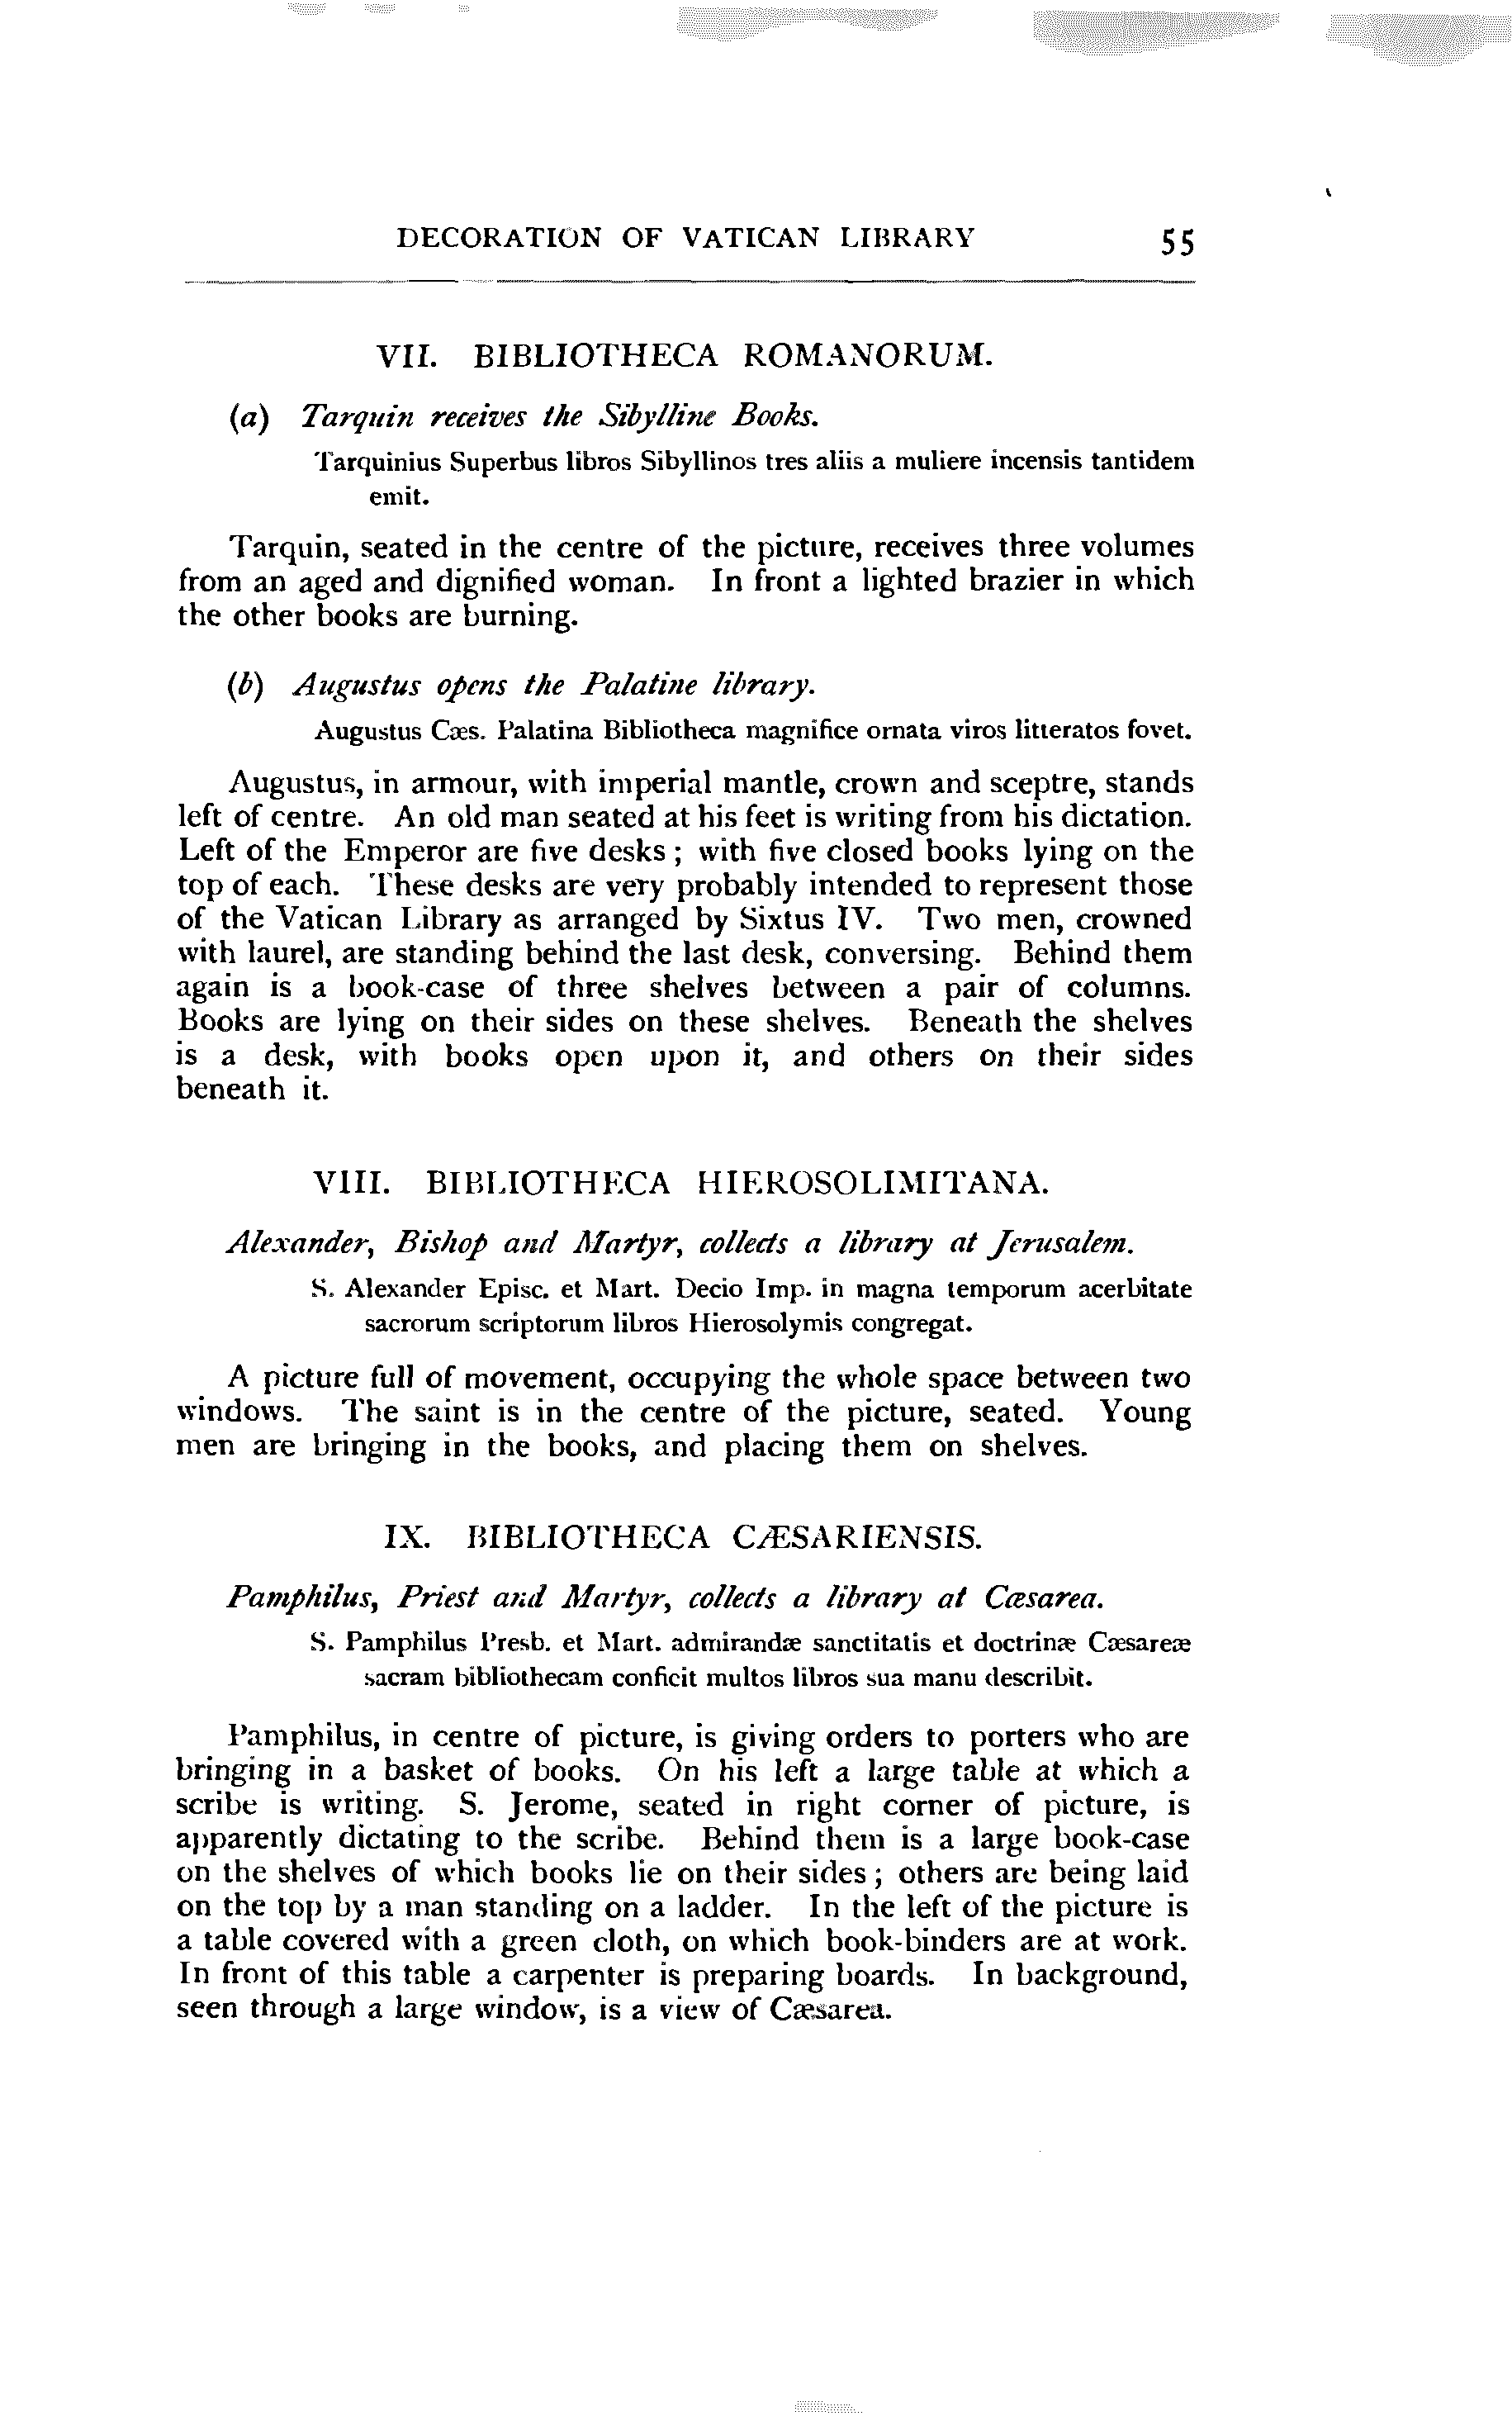 DECORATION OF VATICAN LIBRARY 55
VII. BIBLIOTHECA ROMANORUM.
(a) Tarquin receives the Sibylline Books.
Tarquinius Superbus libros Sibyllinos tres aliis a muliere incensis tantidem
emit.
Tarquin, seated in the centre of the picture, receives three volumes
from an aged and dignified woman. In front a lighted brazier in which
the other books are burning.
(b) Augustus opens the Palatine library.
Augustus Cæs. Palatina Bibliotheca magnifice ornata viros litteratos fovet.
Augustus, in armour, with imperial mantle, crown and sceptre, stands
left of centre. An old man seated at his feet is writing from his dictation.
Left of the Emperor are five desks; with five closed books lying on the
top of each. These desks are very probably intended to represent those
of the Vatican Library as arranged by Sixtus IV. Two men, crowned
with laurel, are standing behind the last desk, conversing. Behind them
again is a book-case of three shelves between a pair of columns.
Books are lying on their sides on these shelves. Beneath the shelves
is a desk, with books open upon it, and others on their sides
beneath it.
VIII. BIBLIOTHECA HIEROSOLIMITANA.
Alexander, Bishop and Martyr, collects a library at Jerusalem.
S. Alexander Episc. et Mart. Decio Imp. in magna temporum acerbitate
sacrorum scriptorum libros Hierosolymis congregat.
A picture full of movement, occupying the whole space between two
windows. The saint is in the centre of the picture, seated. Young
men are bringing in the books, and placing them on shelves.
IX. BIBLIOTHECA CÆSARIENSIS.
Pamphilus, Priest and Martyr, collects a library at Cæsarea.
S. Pamphilus Presb. et Mart. admirandæ sanctitatis et doctrinæ Cæsareæ
sacram bibliothecam conficit multos libros sua manu describit.
Pamphilus, in centre of picture, is giving orders to porters who are
bringing in a basket of books. On his left a large table at which a
scribe is writing. S. Jerome, seated in right corner of picture, is
apparently dictating to the scribe. Behind them is a large book-case
on the shelves of which books lie on their sides; others are being laid
on the top by a man standing on a ladder. In the left of the picture is
a table covered with a green cloth, on which book-binders are at work.
In front of this table a carpenter is preparing boards. In background,
seen through a large window, is a view of Cæsarea.